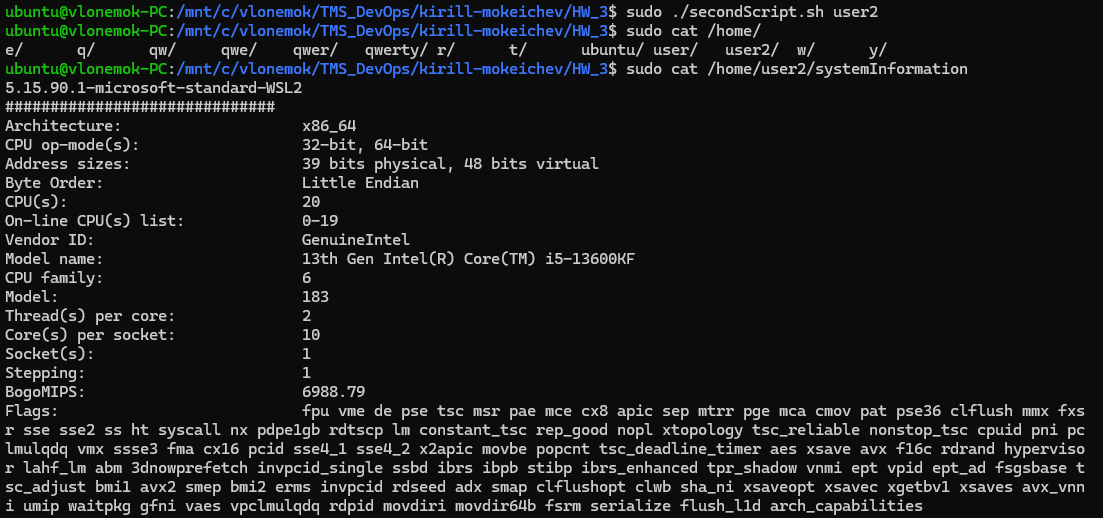 ubuntu@vlonemok-PC:/mnt/c/vlonemok/TMS_DevOps/kirill-mokeichev/HW_3$ sudo ./secondScript.sh user2
ubuntu@vlonemok-PC:/mnt/c/vlonemok/TMS_DevOps/kirill-mokeichev/HW_3$ sudo cat /home/
e/      q/      qw/     qwe/    qwer/   qwerty/ r/      t/      ubuntu/ user/   user2/  w/      y/
ubuntu@vlonemok-PC:/mnt/c/vlonemok/TMS_DevOps/kirill-mokeichev/HW_3$ sudo cat /home/user2/systemInformation
5.15.90.1-microsoft-standard-WSL2
##############################
Architecture:                    x86_64
CPU op-mode(s):                  32-bit, 64-bit
Address sizes:                   39 bits physical, 48 bits virtual
Byte Order:                      Little Endian
CPU(s):                          20
On-line CPU(s) list:             0-19
Vendor ID:                       GenuineIntel
Model name:                      13th Gen Intel(R) Core(TM) i5-13600KF
CPU family:                      6
Model:                           183
Thread(s) per core:              2
Core(s) per socket:              10
Socket(s):                       1
Stepping:                        1
BogoMIPS:                        6988.79
Flags:                           fpu vme de pse tsc msr pae mce cx8 apic sep mtrr pge mca cmov pat pse36 clflush mmx fxs
r sse sse2 ss ht syscall nx pdpe1gb rdtscp lm constant_tsc rep_good nopl xtopology tsc_reliable nonstop_tsc cpuid pni pc
lmulqdq vmx ssse3 fma cx16 pcid sse4_1 sse4_2 x2apic movbe popcnt tsc_deadline_timer aes xsave avx f16c rdrand hyperviso
r lahf_lm abm 3dnowprefetch invpcid_single ssbd ibrs ibpb stibp ibrs_enhanced tpr_shadow vnmi ept vpid ept_ad fsgsbase t
sc_adjust bmi1 avx2 smep bmi2 erms invpcid rdseed adx smap clflushopt clwb sha_ni xsaveopt xsavec xgetbv1 xsaves avx_vnn
i umip waitpkg gfni vaes vpclmulqdq rdpid movdiri movdir64b fsrm serialize flush_l1d arch_capabilities